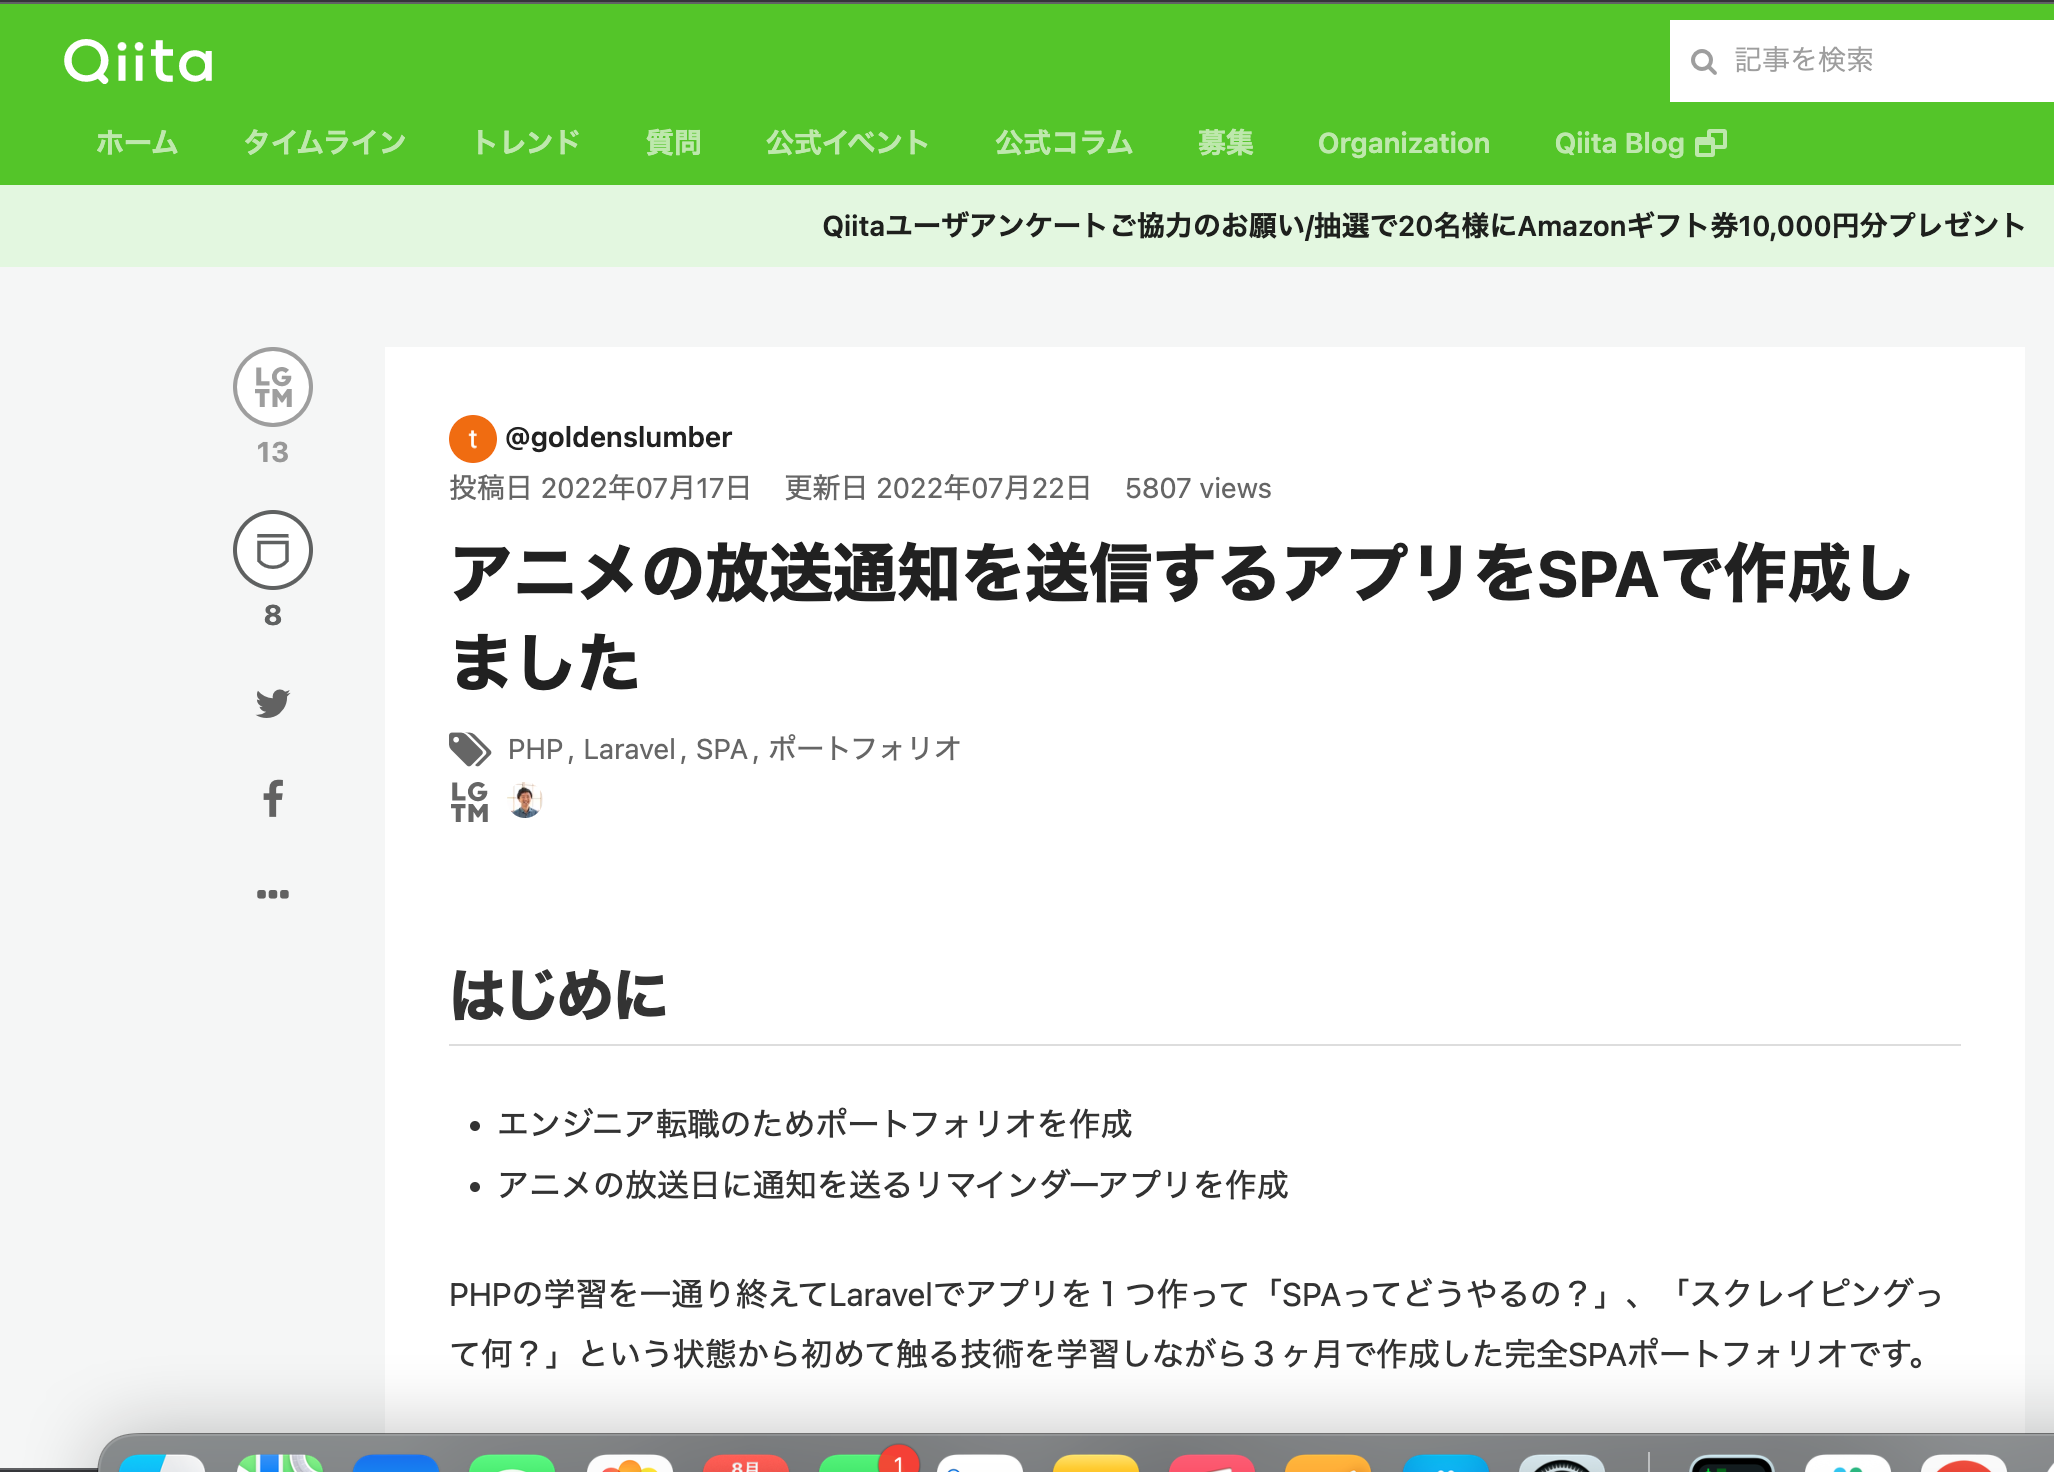 Qiita
記事を検索
ホーム タイムライン トレンド 質問 公式イベント 公式コラム 募集 Organization Qiita Blog
Qiitaユーザアンケートご協力のお願い/抽選で20名様にAmazonギフト券10,000円分プレゼント
LG
TM
13
8
t @goldenslumber
投稿日 2022年07月17日 更新日 2022年07月22日 5807 views
アニメの放送通知を送信するアプリをSPAで作成し
ました
PHP, Laravel, SPA, ポートフォリオ
LG
TM
はじめに
• エンジニア転職のためポートフォリオを作成
• アニメの放送日に通知を送るリマインダーアプリを作成
PHPの学習を一通り終えてLaravelでアプリを１つ作って「SPAってどうやるの？」、「スクレイピングっ
て何？」という状態から初めて触る技術を学習しながら３ヶ月で作成した完全SPAポートフォリオです。
8月
1